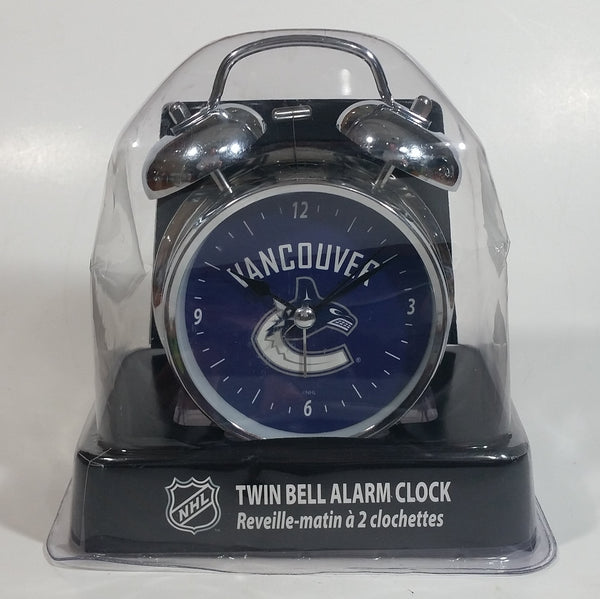 12
VANCOUVER
9
3
®
6
NHL
TWIN BELL ALARM CLOCK
Reveille-matin à 2 clochettes